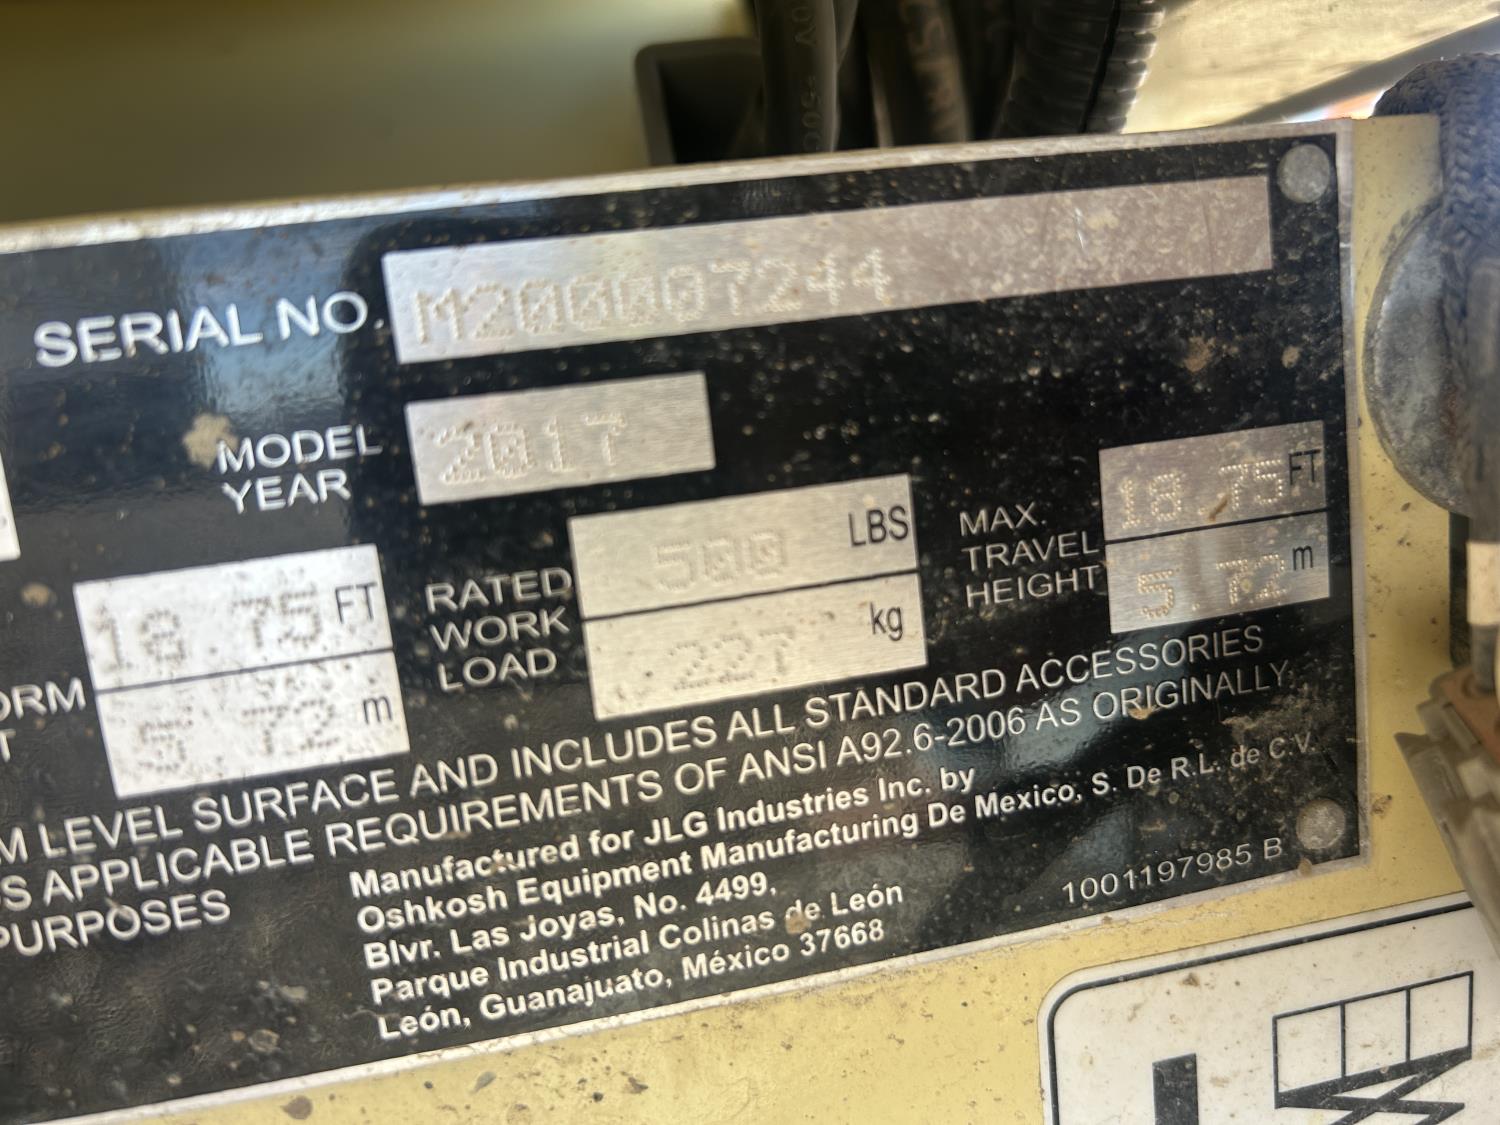 SERIAL NO. M200007244
MODEL
YEAR
2017
18.75 FT
5.72 m
RATED
WORK
LOAD
500 LBS
227 kg
MAX.
TRAVEL
HEIGHT
18.75 FT
5.72 m
LEVEL SURFACE AND INCLUDES ALL STANDARD ACCESSORIES
APPLICABLE REQUIREMENTS OF ANSI A92.6-2006 AS ORIGINALLY
PURPOSES
Manufactured for JLG Industries Inc. by
Oshkosh Equipment Manufacturing De Mexico, S. De R.L. de C.V.
Blvr. Las Joyas, No. 4499,
Parque Industrial Colinas de León
León, Guanajuato, México 37668
1001197985 B